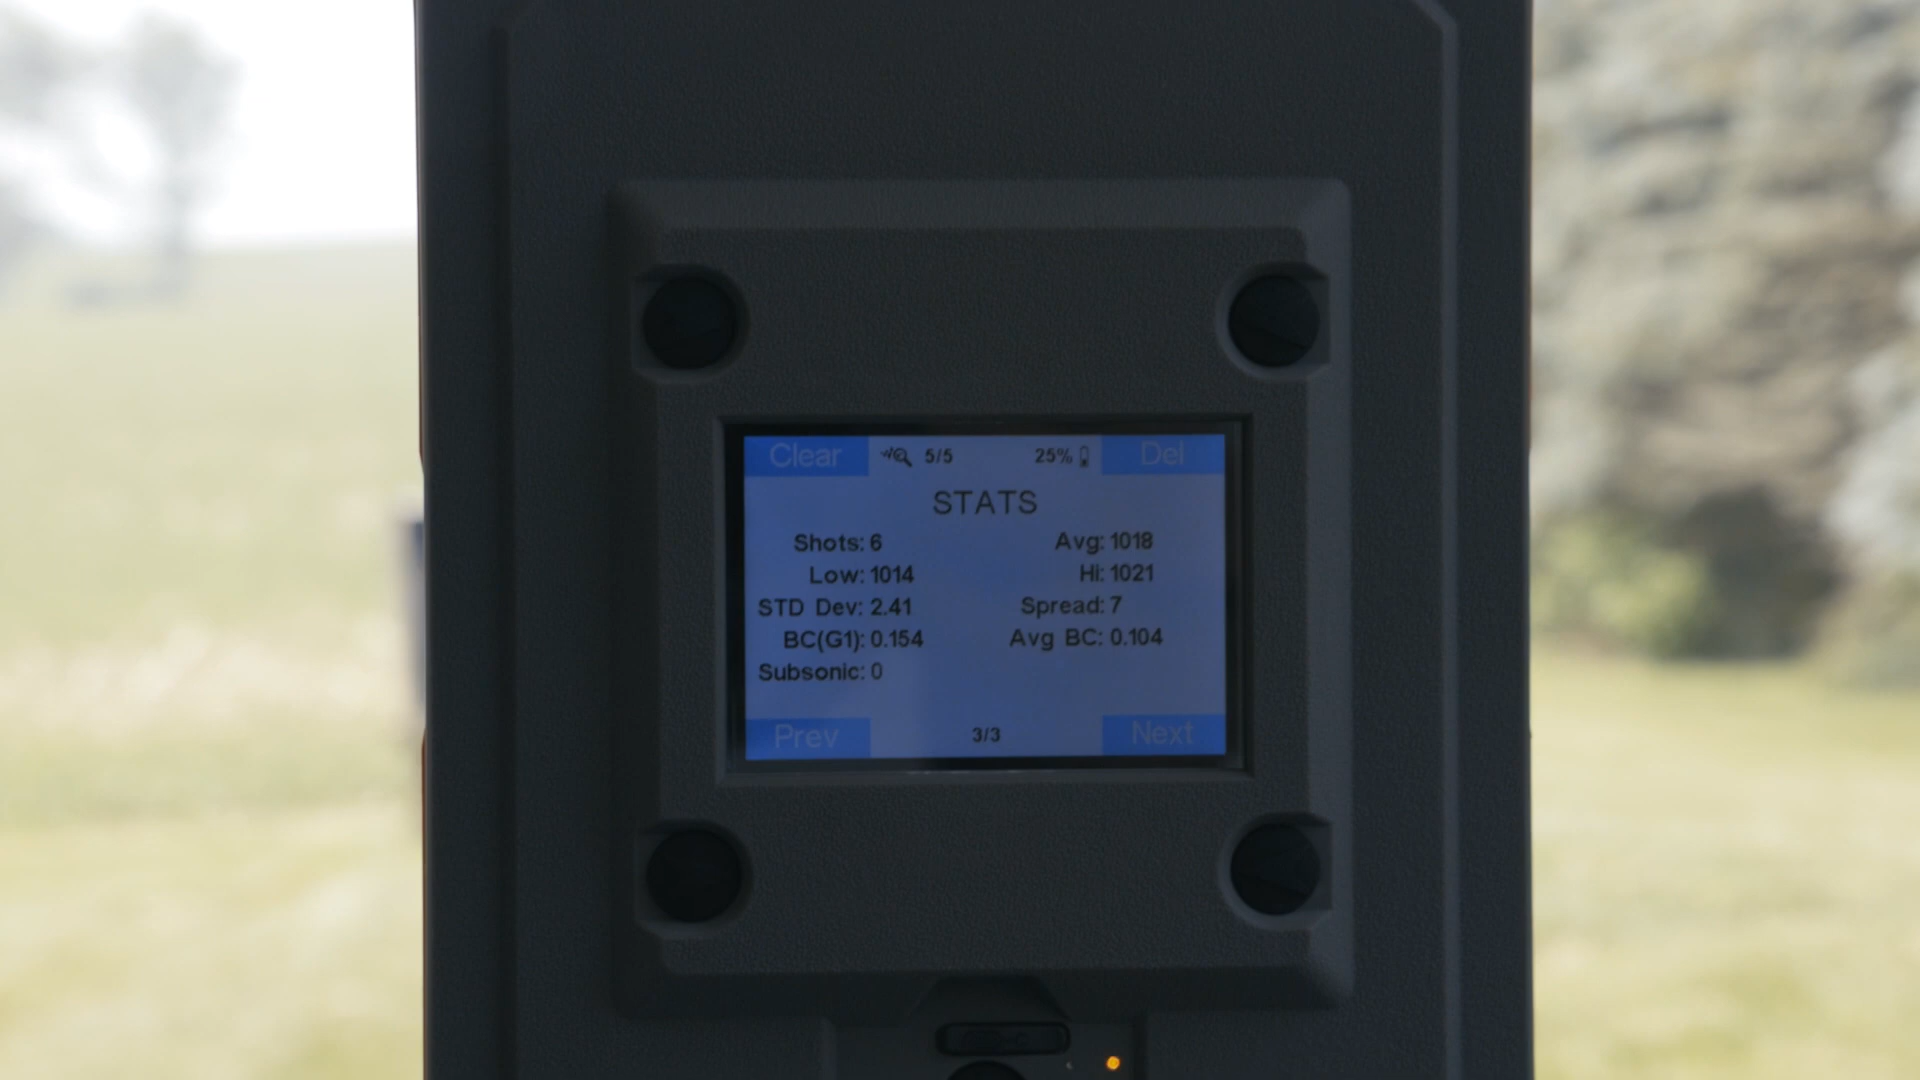 Clear 5/5 25% Del
STATS
Shots: 6 Avg: 1018
Low: 1014 Hi: 1021
STD Dev: 2.41 Spread: 7
BC(G1): 0.154 Avg BC: 0.104
Subsonic: 0
Prev 3/3 Next